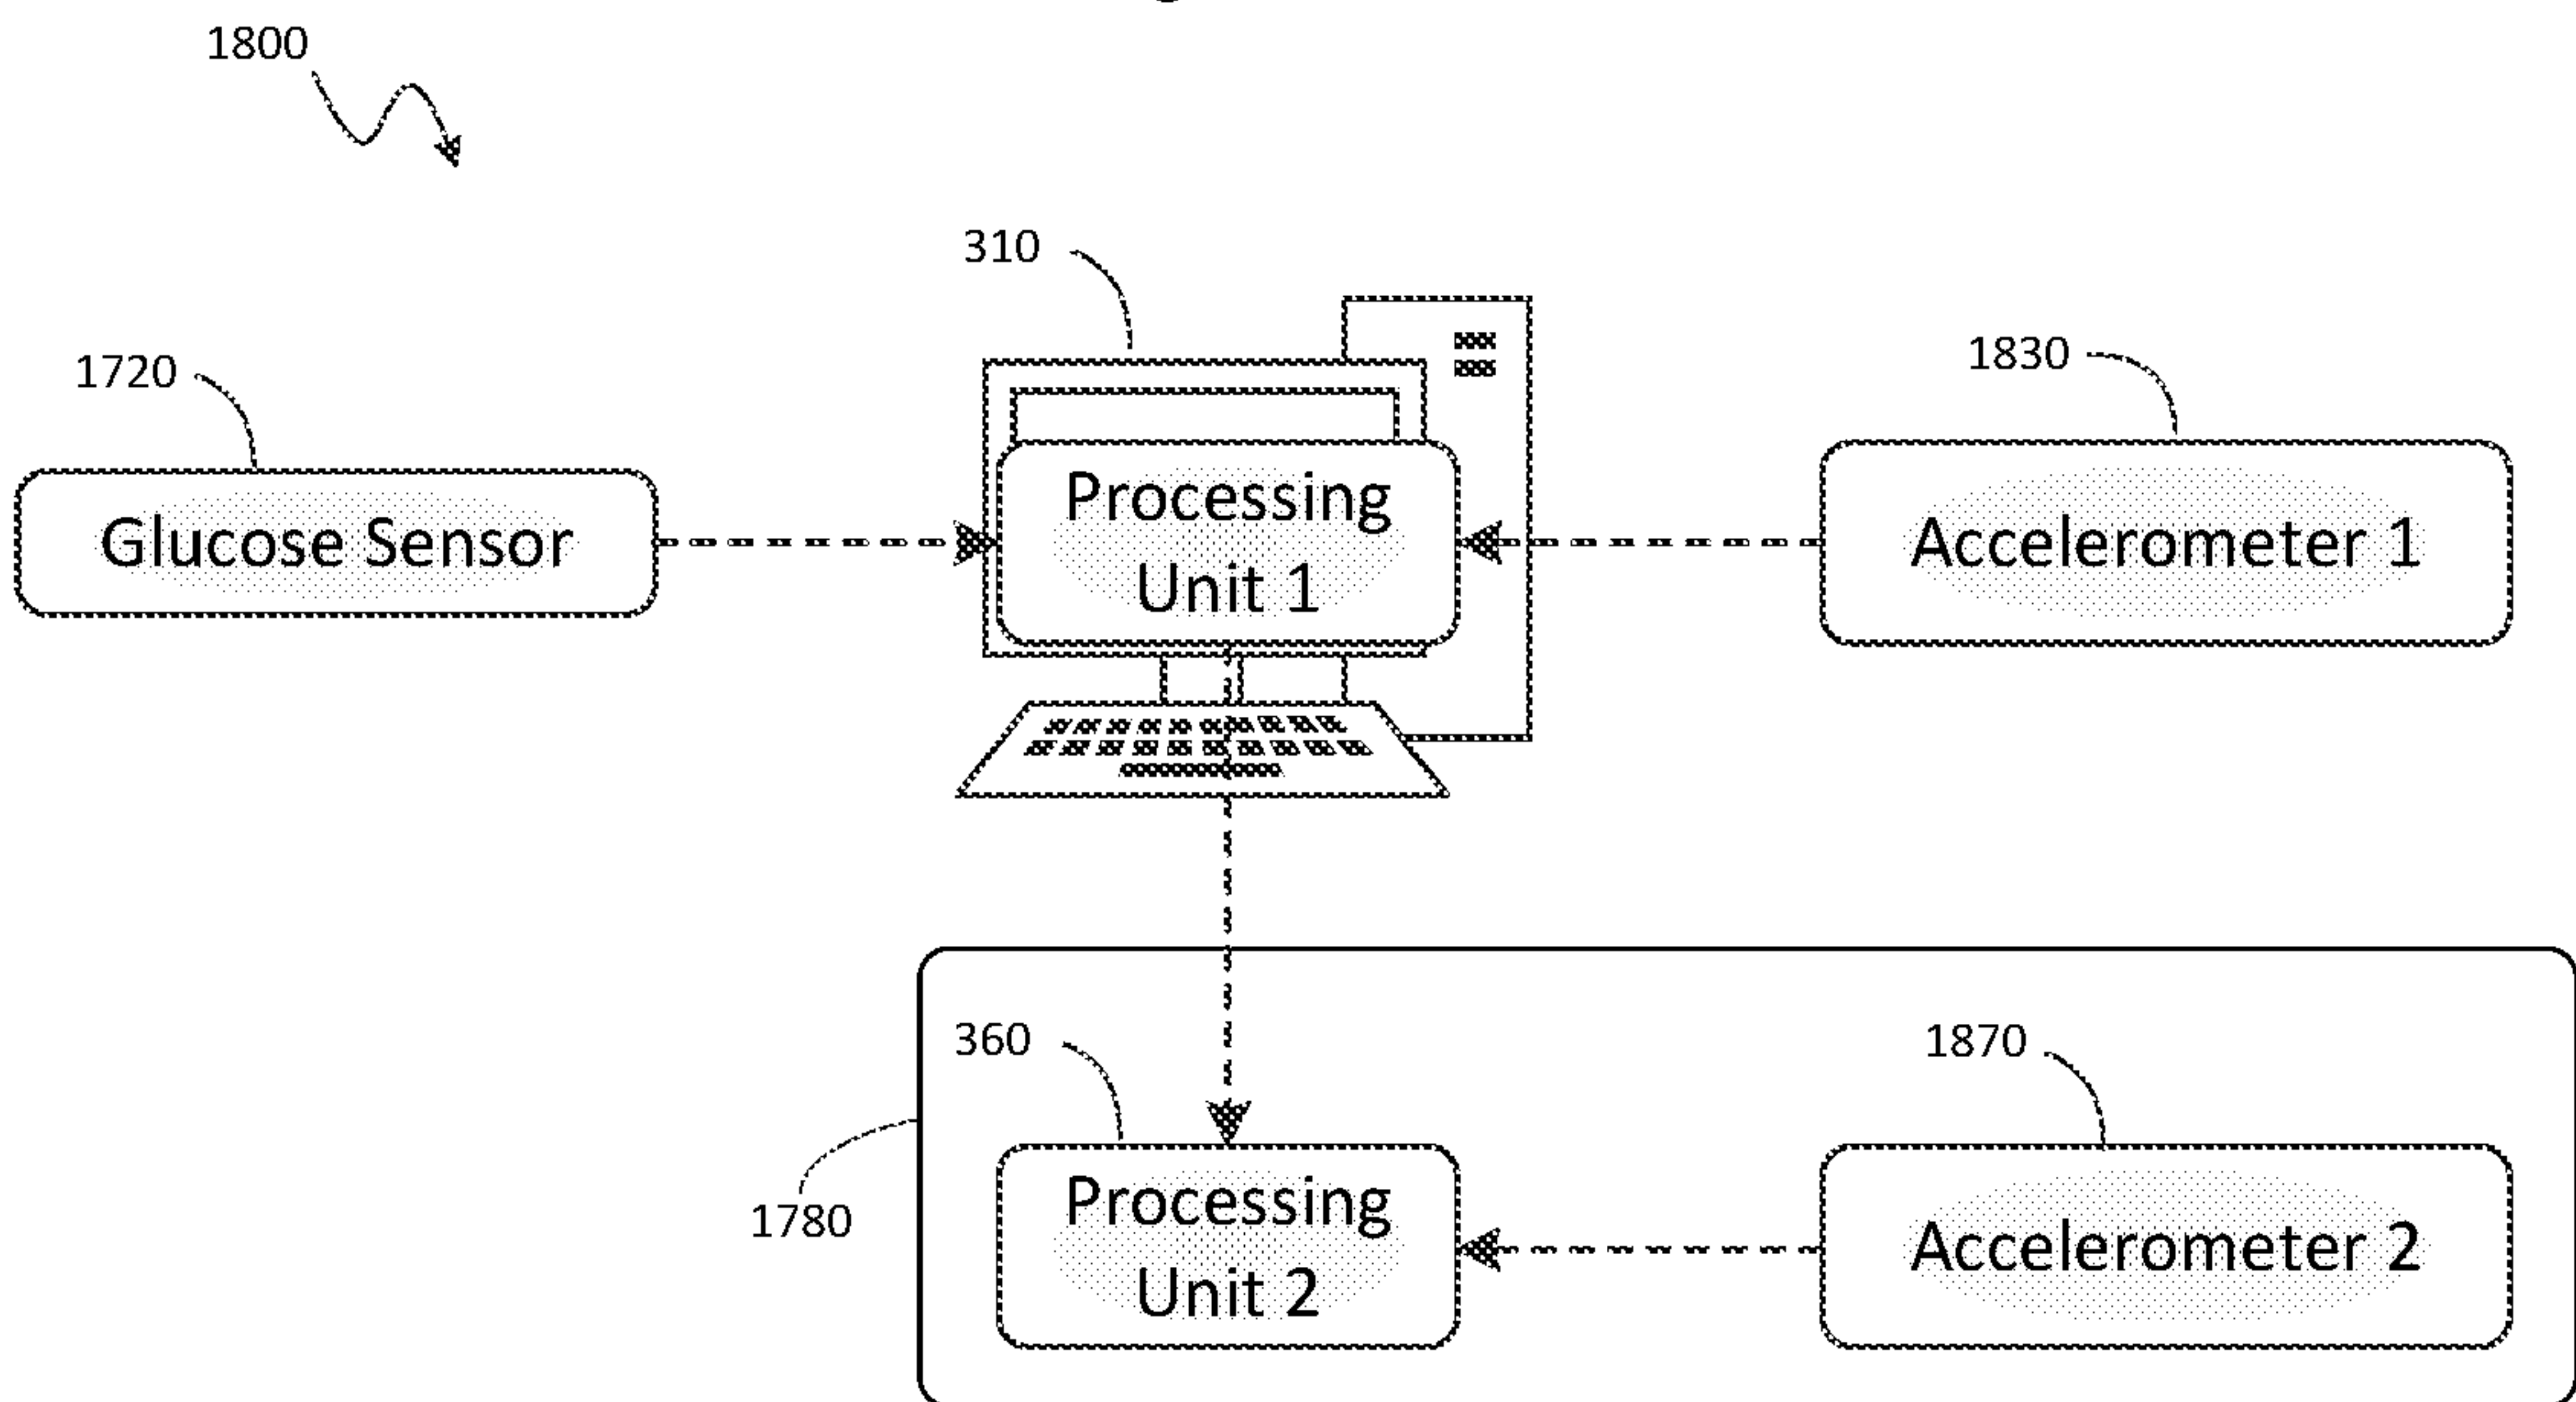 1800
310
1720
1830
Glucose Sensor
Processing
Unit 1
Accelerometer 1
360
1870
1780
Processing
Unit 2
Accelerometer 2